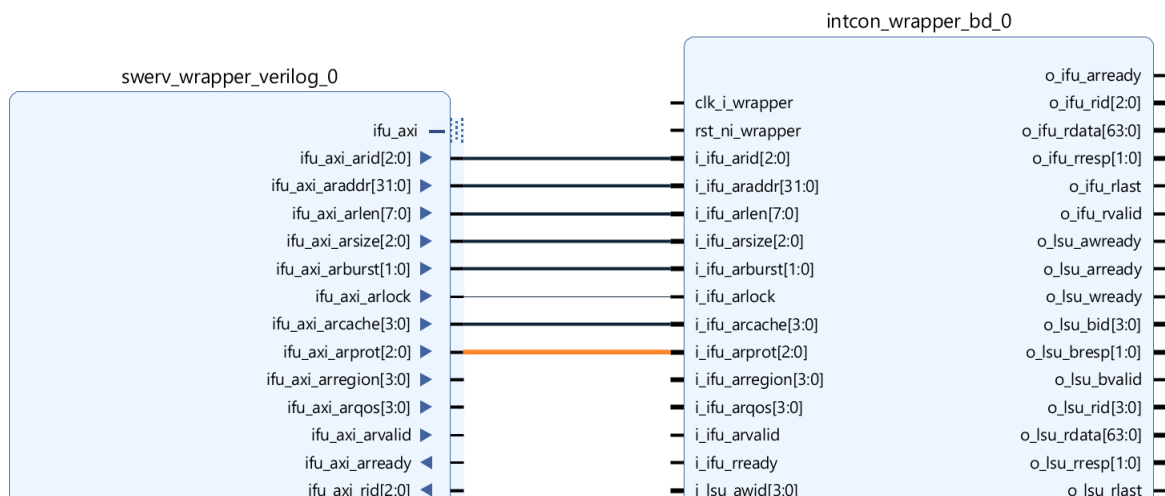 intcon_wrapper_bd_0
swerv_wrapper_verilog_0
ifu_axi
ifu_axi_arid[2:0]
ifu_axi_araddr[31:0]
ifu_axi_arlen[7:0]
ifu_axi_arsize[2:0]
ifu_axi_arburst[1:0]
ifu_axi_arlock
ifu_axi_arcache[3:0]
ifu_axi_arprot[2:0]
ifu_axi_arregion[3:0]
ifu_axi_arqos[3:0]
ifu_axi_arvalid
ifu_axi_arready
ifu_axi_rid[2:0]
clk_i_wrapper
rst_ni_wrapper
i_ifu_arid[2:0]
i_ifu_araddr[31:0]
i_ifu_arlen[7:0]
i_ifu_arsize[2:0]
i_ifu_arburst[1:0]
i_ifu_arlock
i_ifu_arcache[3:0]
i_ifu_arprot[2:0]
i_ifu_arregion[3:0]
i_ifu_arqos[3:0]
i_ifu_arvalid
i_ifu_rready
i_lsu_awid[3:0]
o_ifu_arready
o_ifu_rid[2:0]
o_ifu_rdata[63:0]
o_ifu_rresp[1:0]
o_ifu_rlast
o_ifu_rvalid
o_lsu_awready
o_lsu_arready
o_lsu_wready
o_lsu_bid[3:0]
o_lsu_bresp[1:0]
o_lsu_bvalid
o_lsu_rid[3:0]
o_lsu_rdata[63:0]
o_lsu_rresp[1:0]
o_lsu_rlast